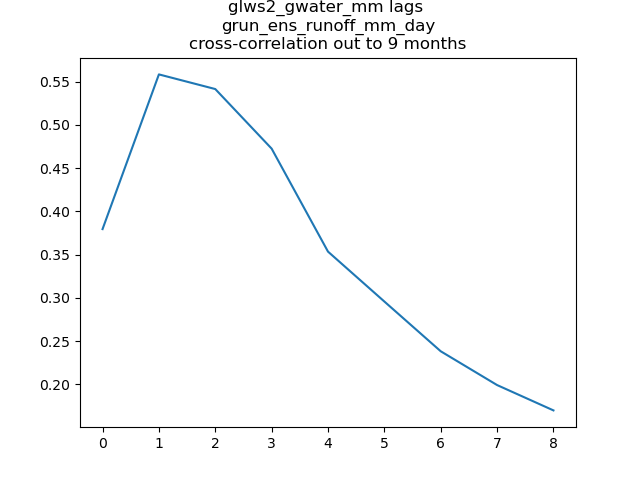 glws2_gwater_mm lags
grun_ens_runoff_mm_day
cross-correlation out to 9 months
0.55
0.50
0.45
0.40
0.35
0.30
0.25
0.20
0 1 2 3 4 5 6 7 8